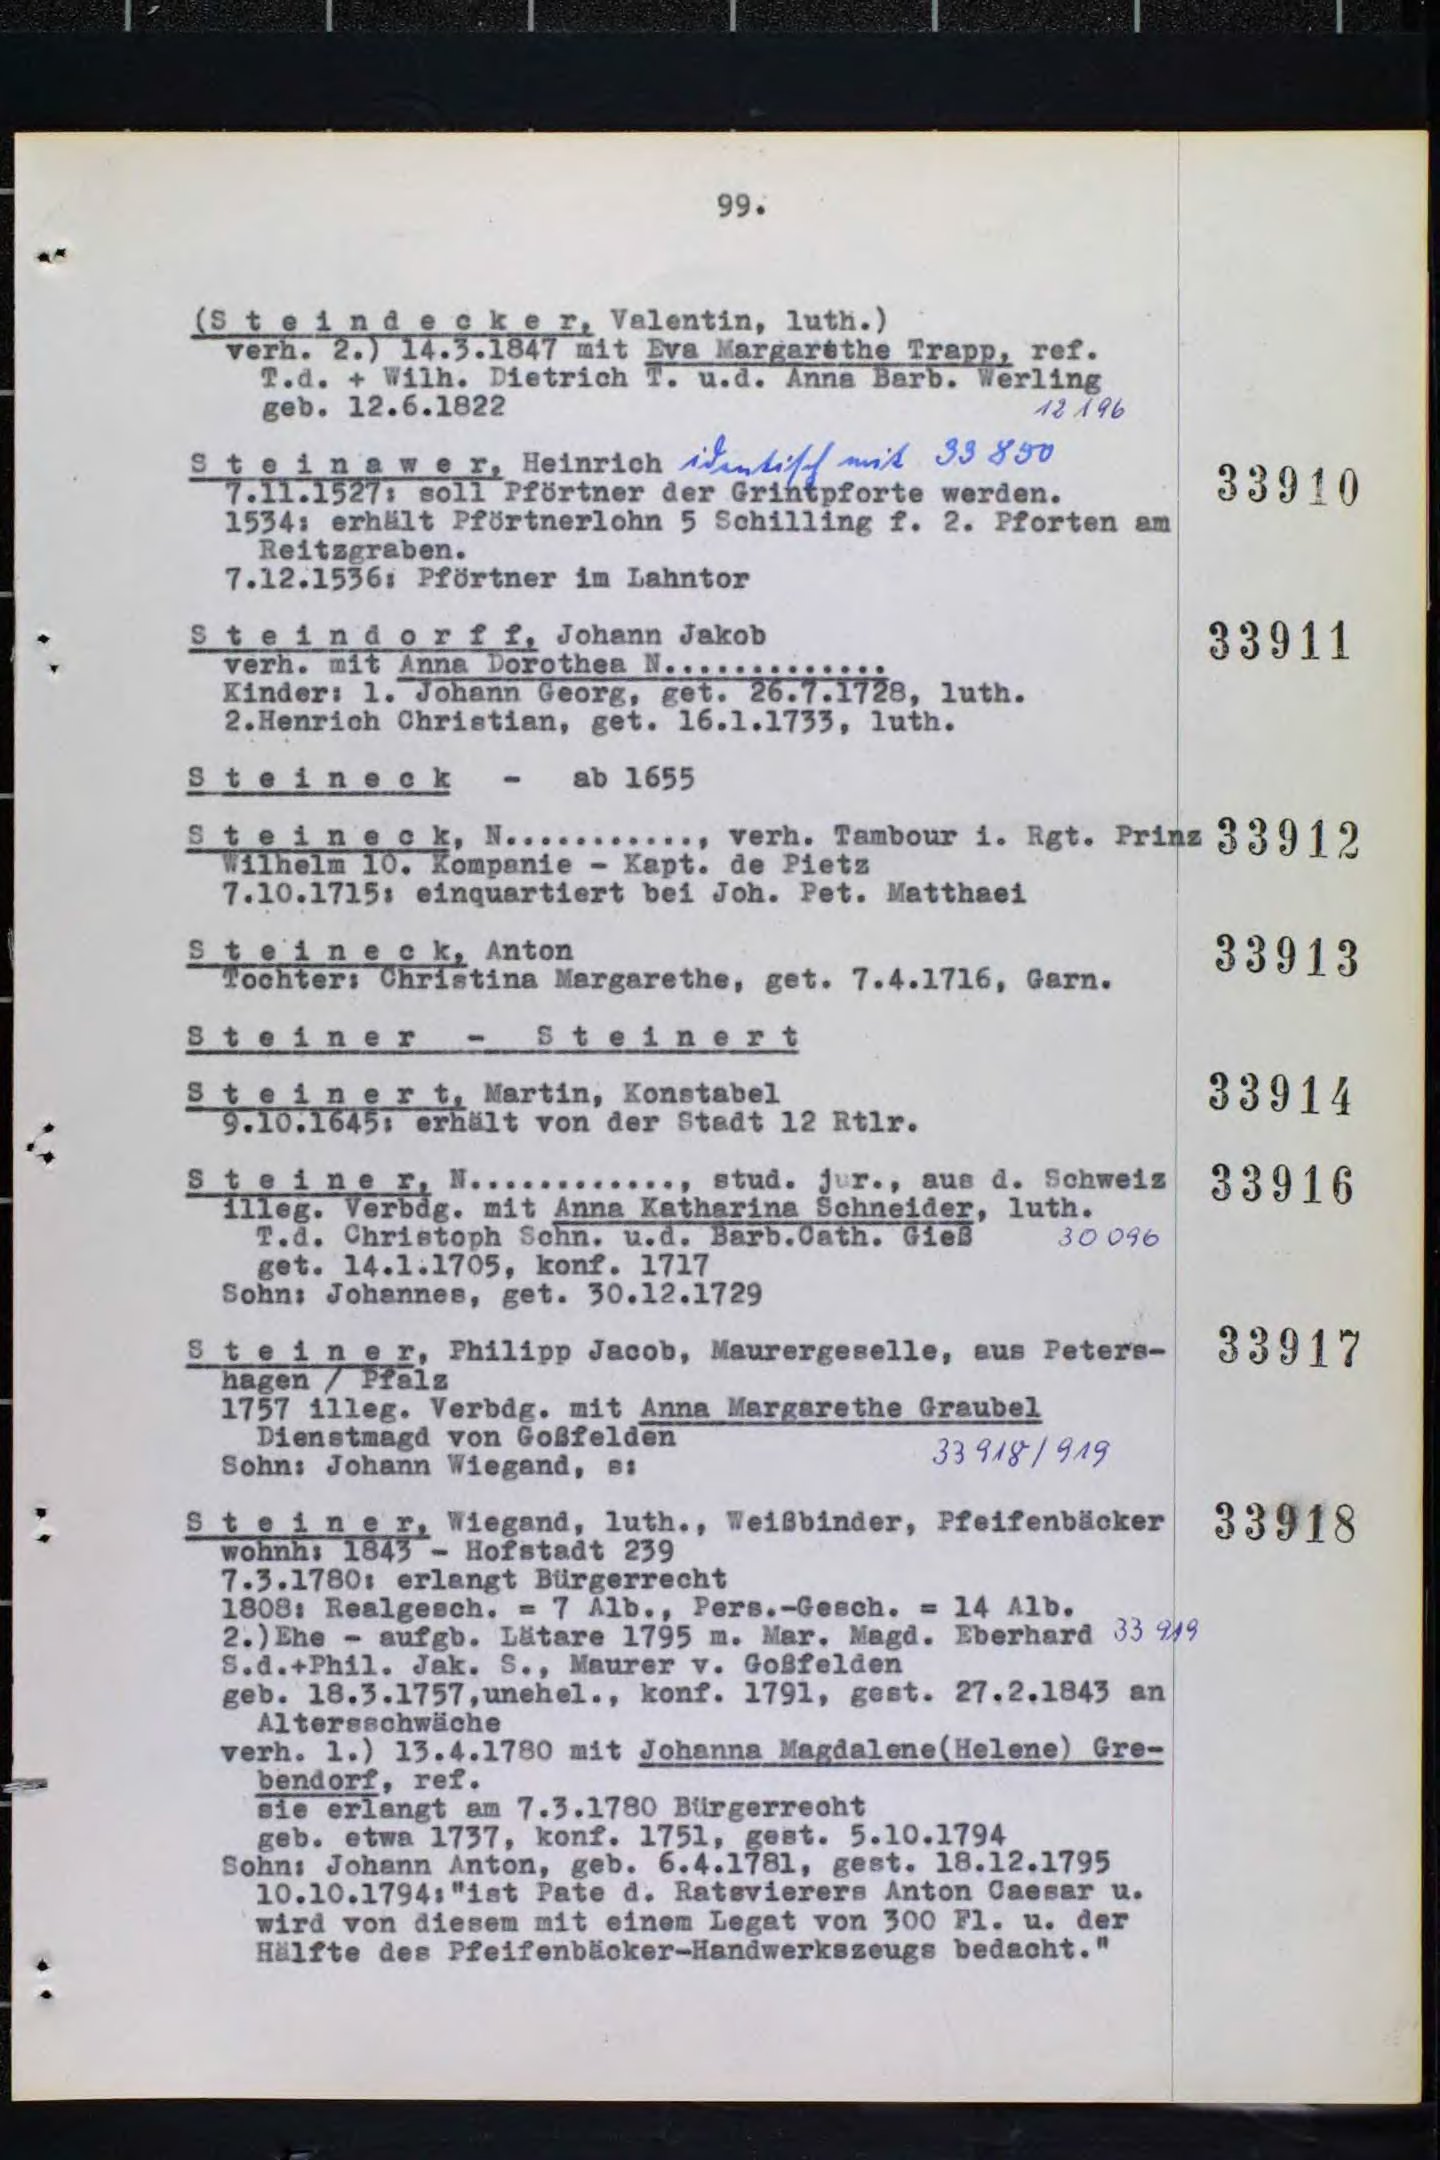 99.
(S t e i n d e c k e r, Valentin, luth.)
verh. 2.) 14.3.1847 mit Eva Margarethe Trapp, ref.
T.d. + Wilh. Dietrich T. u.d. Anna Barb. Werling
geb. 12.6.1822 12196
S t e i n a w e r, Heinrich identisch mit 33850 33910
7.11.1527: soll Pförtner der Grintpforte werden.
1534: erhält Pförtnerlohn 5 Schilling f. 2. Pforten am
Reitzgraben.
7.12.1536: Pförtner im Lahntor
S t e i n d o r f f, Johann Jakob 33911
verh. mit Anna Dorothea N.............
Kinder: 1. Johann Georg, get. 26.7.1728, luth.
2.Henrich Christian, get. 16.1.1733, luth.
S t e i n e c k - ab 1655
S t e i n e c k, N..........., verh. Tambour i. Rgt. Prinz 33912
Wilhelm 10. Kompanie - Kapt. de Pietz
7.10.1715: einquartiert bei Joh. Pet. Matthaei
S t e i n e c k, Anton 33913
Tochter: Christina Margarethe, get. 7.4.1716, Garn.
S t e i n e r - S t e i n e r t
S t e i n e r t, Martin, Konstabel 33914
9.10.1645: erhält von der Stadt 12 Rtlr.
S t e i n e r, N............, stud. jur., aus d. Schweiz 33916
illeg. Verbdg. mit Anna Katharina Schneider, luth.
T.d. Christoph Schn. u.d. Barb.Cath. Gieß 30096
get. 14.1.1705, konf. 1717
Sohn: Johannes, get. 30.12.1729
S t e i n e r, Philipp Jacob, Maurergeselle, aus Peters- 33917
hagen / Pfalz
1757 illeg. Verbdg. mit Anna Margarethe Graubel
Dienstmagd von Goßfelden
Sohn: Johann Wiegand, s: 33918/919
S t e i n e r, Wiegand, luth., Weißbinder, Pfeifenbäcker 33918
wohnh: 1843 - Hofstadt 239
7.3.1780: erlangt Bürgerrecht
1808: Realgesch. = 7 Alb., Pers.-Gesch. = 14 Alb.
2.)Ehe - aufgb. Lätare 1795 m. Mar. Magd. Eberhard 33919
S.d.+Phil. Jak. S., Maurer v. Goßfelden
geb. 18.3.1757,unehel., konf. 1791, gest. 27.2.1843 an
Altersschwäche
verh. 1.) 13.4.1780 mit Johanna Magdalene(Helene) Gre-
bendorf, ref.
sie erlangt am 7.3.1780 Bürgerrecht
geb. etwa 1737, konf. 1751, gest. 5.10.1794
Sohn: Johann Anton, geb. 6.4.1781, gest. 18.12.1795
10.10.1794:"ist Pate d. Ratsvierers Anton Caesar u.
wird von diesem mit einem Legat von 300 Fl. u. der
Hälfte des Pfeifenbäcker-Handwerkszeugs bedacht."